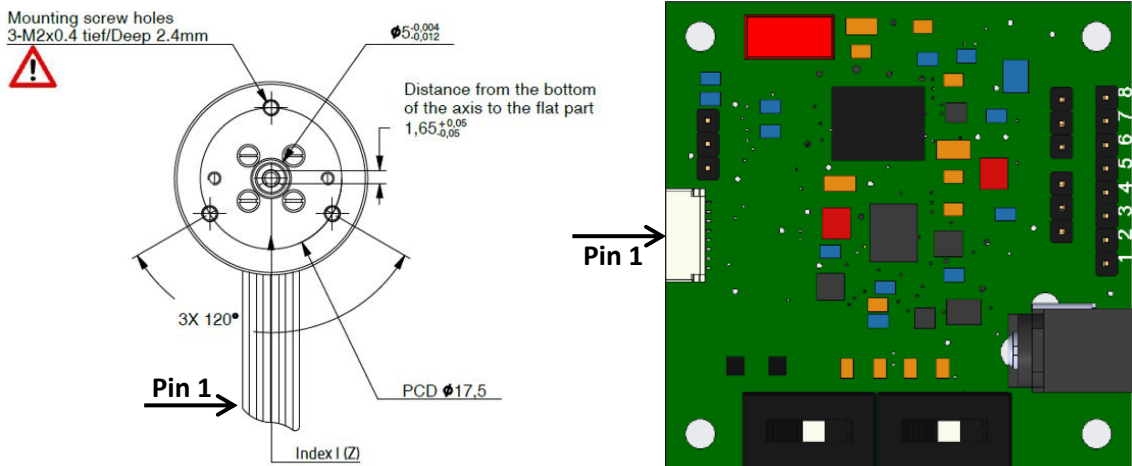 Mounting screw holes
3-M2x0.4 tief/Deep 2.4mm
ϕ5-0,004
-0,012
Distance from the bottom
of the axis to the flat part
1,65+0,05
-0,05
3X 120°
Pin 1
PCD ϕ17,5
Index I (Z)
Pin 1
8
7
6
5
4
3
2
1